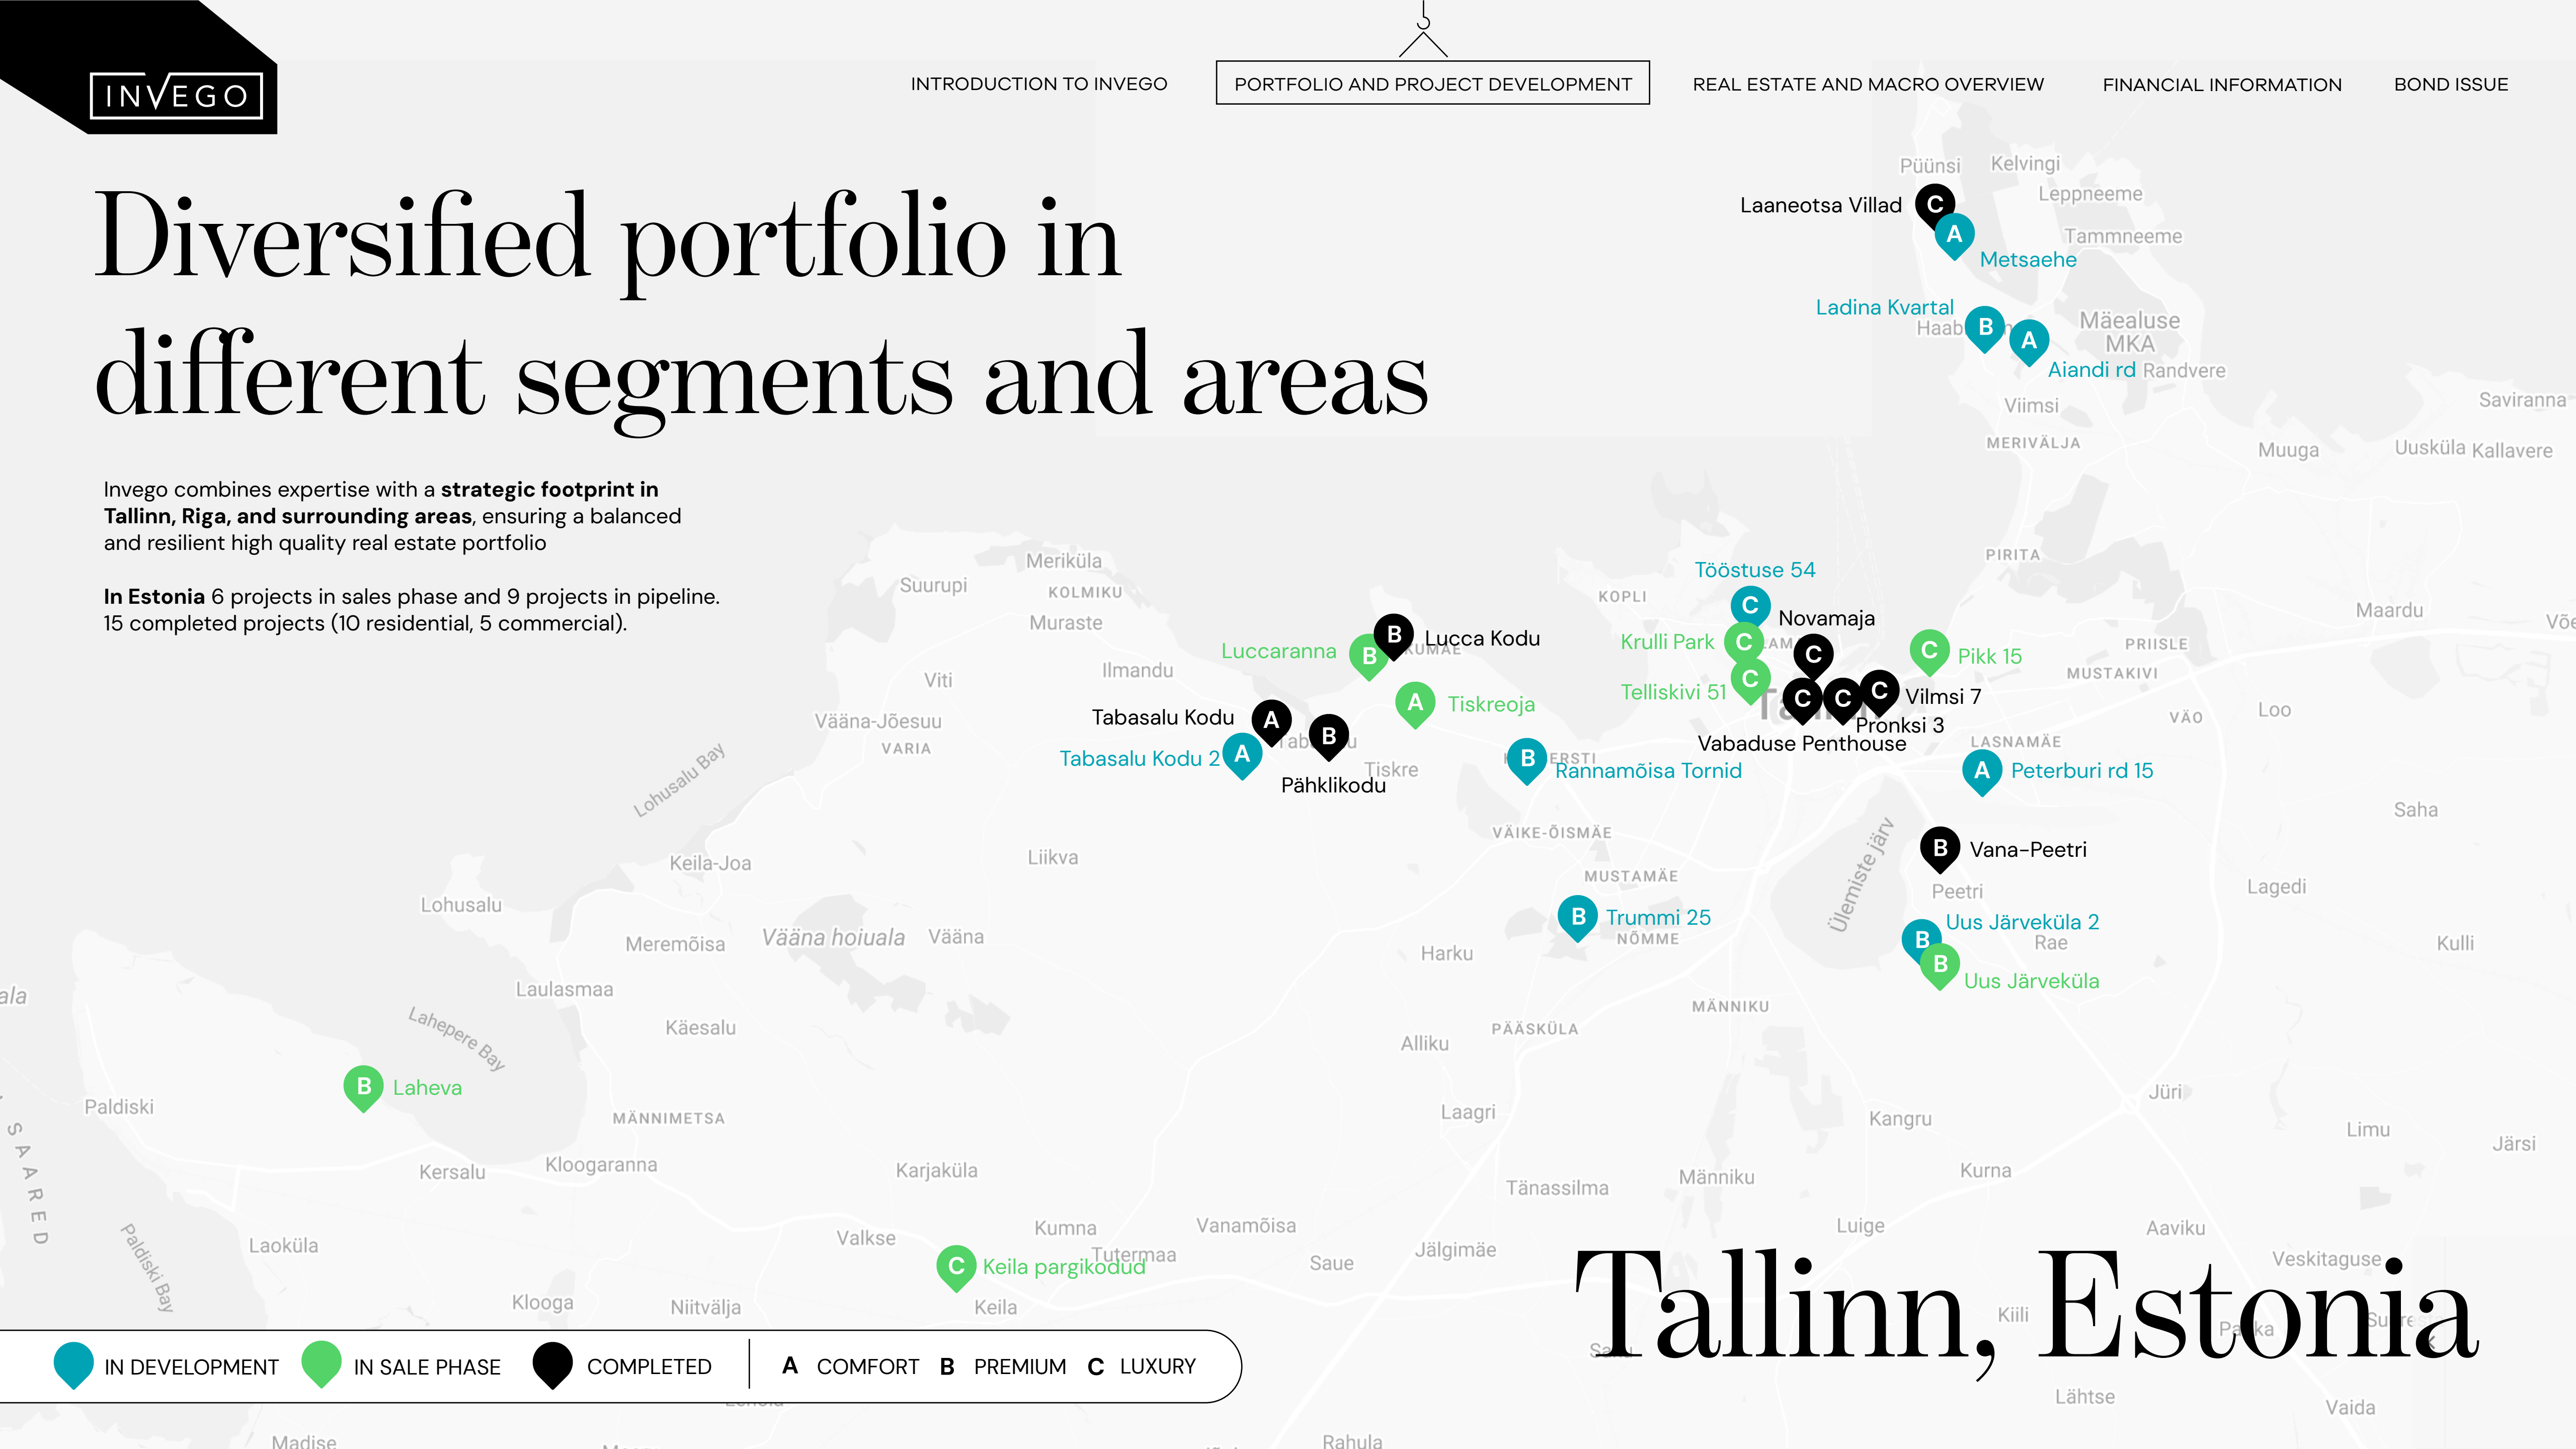 INVEGO
INTRODUCTION TO INVEGO
PORTFOLIO AND PROJECT DEVELOPMENT
REAL ESTATE AND MACRO OVERVIEW
FINANCIAL INFORMATION
BOND ISSUE
Diversified portfolio in
different segments and areas
Invego combines expertise with a strategic footprint in
Tallinn, Riga, and surrounding areas, ensuring a balanced
and resilient high quality real estate portfolio
In Estonia 6 projects in sales phase and 9 projects in pipeline.
15 completed projects (10 residential, 5 commercial).
Püünsi
Kelvingi
Leppneeme
Laaneotsa Villad
C
A
Tammneeme
Metsaehe
Ladina Kvartal
B
A
Mäealuse
MKA
Aiandi rd
Randvere
Viimsi
Saviranna
MERIVÄLJA
Muuga
Uusküla
Kallavere
PIRITA
Meriküla
Suurupi
KOLMIKU
Muraste
KOPLI
Tööstuse 54
C
Maardu
Novamaja
C
Lucca Kodu
B
Luccaranna
B
Krulli Park
C
Pikk 15
C
PRIISLE
MUSTAKIVI
Ilmandu
Viti
Telliskivi 51
C
C
C
C
Vilmsi 7
Pronksi 3
Vabaduse Penthouse
Tiskreoja
A
Tabasalu Kodu
A
B
Tabasalu Kodu 2
A
Pähklikodu
Tiskre
B
Rannamõisa Tornid
Vääna-Jõesuu
VARIA
VÄO
Loo
LASNAMÄE
A
Peterburi rd 15
Lohusalu Bay
Saha
VÄIKE-ÕISMÄE
Ülemiste järv
B
Vana-Peetri
Keila-Joa
Liikva
MUSTAMÄE
Peetri
Lagedi
Lohusalu
B
Trummi 25
NÕMME
Uus Järveküla 2
B
B
Uus Järveküla
Rae
Kulli
Meremõisa
Vääna hoiuala
Vääna
Harku
Laulasmaa
MÄNNIKU
Lahepere Bay
Käesalu
PÄÄSKÜLA
Alliku
B
Laheva
Paldiski
Jüri
MÄNNIMETSA
Laagri
Kangru
Limu
Järsi
SAARED
Kersalu
Kloogaranna
Karjaküla
Kurna
Männiku
Tänassilma
Paldiski Bay
Laoküla
Valkse
Kumna
Vanamõisa
Luige
Aaviku
Tutermaa
Jälgimäe
Saue
Veskitaguse
C
Keila pargikodud
Keila
Klooga
Niitvälja
Kiili
Tallinn, Estonia
IN DEVELOPMENT
IN SALE PHASE
COMPLETED
A COMFORT
B PREMIUM
C LUXURY
Lähtse
Vaida
Madise
Rahula